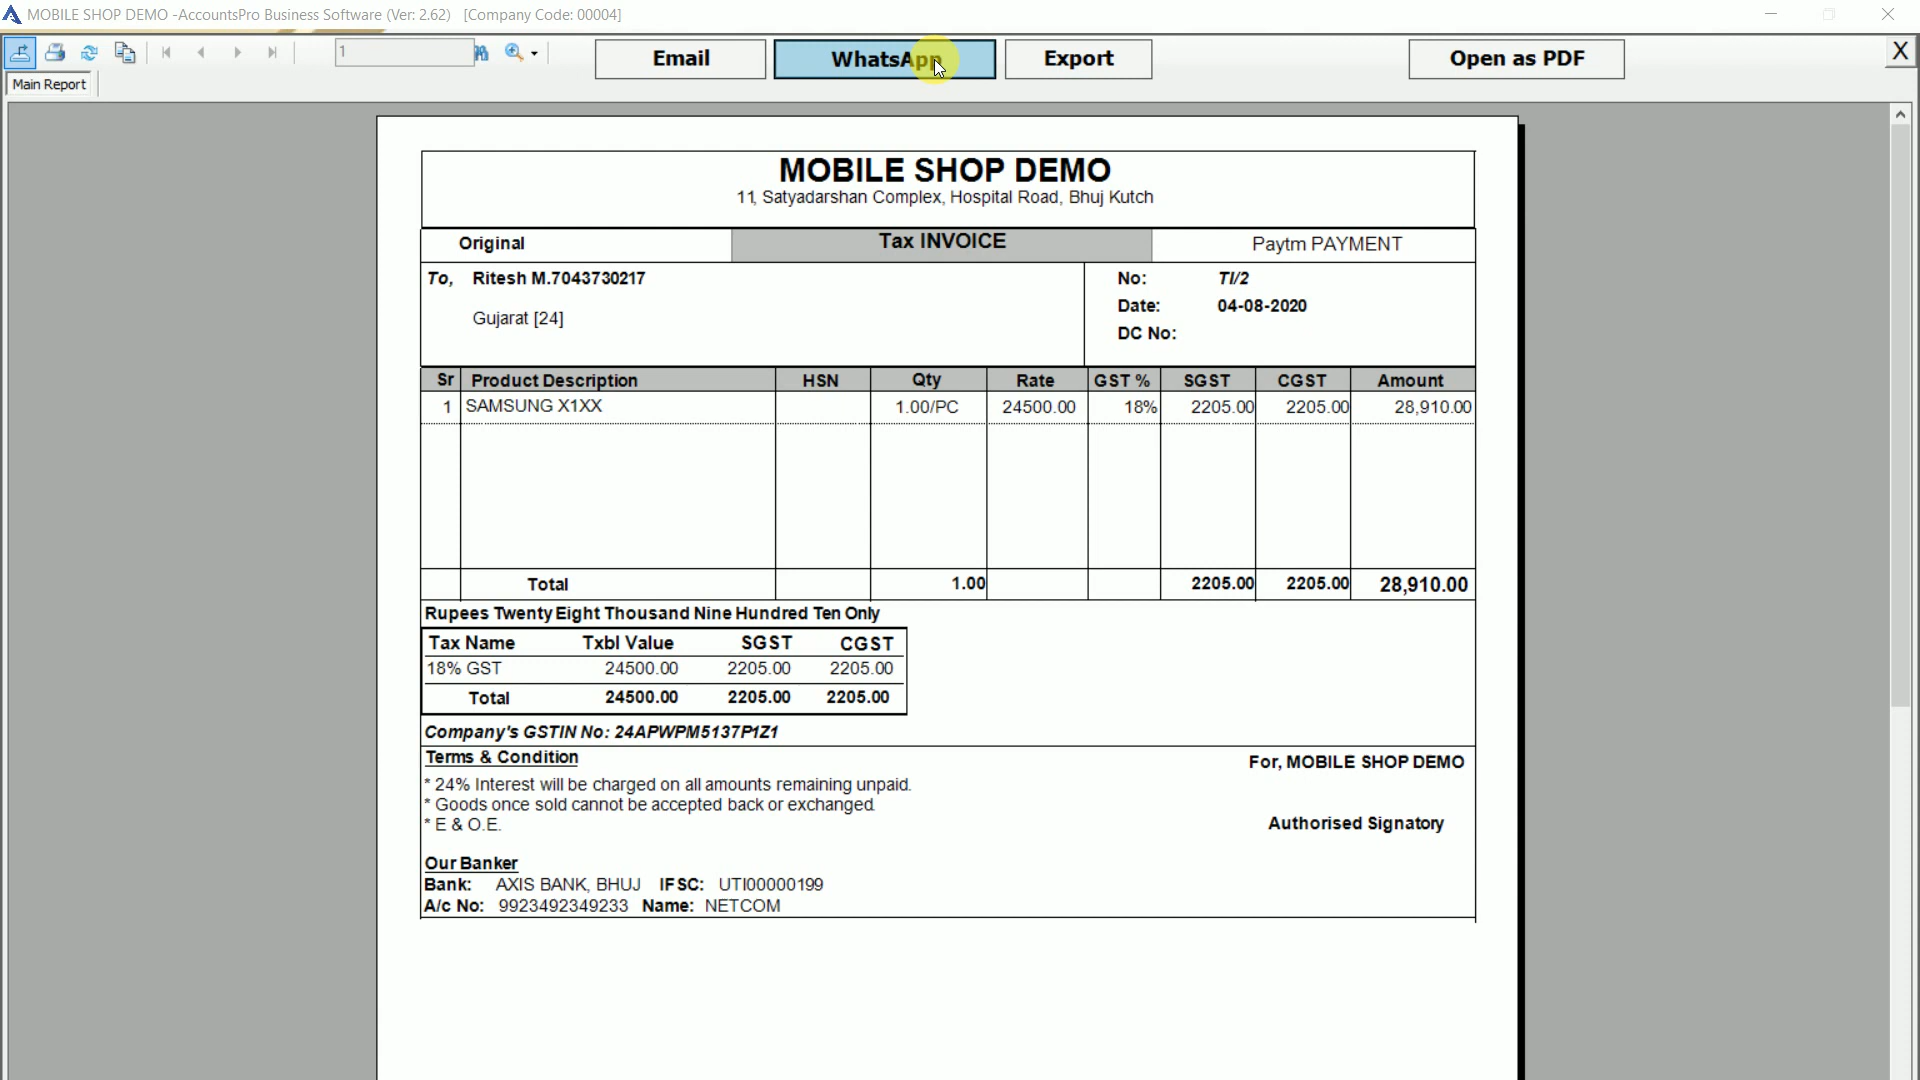 MOBILE SHOP DEMO -AccountsPro Business Software (Ver: 2.62) [Company Code: 00004]
1 Email WhatsApp Export Open as PDF X
Main Report
MOBILE SHOP DEMO
11, Satyadarshan Complex, Hospital Road, Bhuj Kutch
Original Tax INVOICE Paytm PAYMENT
To, Ritesh M.7043730217 No: TI/2
Date: 04-08-2020
Gujarat [24]
DC No:
Sr Product Description HSN Qty Rate GST % SGST CGST Amount
1 SAMSUNG X1XX 1.00/PC 24500.00 18% 2205.00 2205.00 28,910.00
Total 1.00 2205.00 2205.00 28,910.00
Rupees Twenty Eight Thousand Nine Hundred Ten Only
Tax Name Txbl Value SGST CGST
18% GST 24500.00 2205.00 2205.00
Total 24500.00 2205.00 2205.00
Company's GSTIN No: 24APWPM5137P1Z1
Terms & Condition For, MOBILE SHOP DEMO
* 24% Interest will be charged on all amounts remaining unpaid.
* Goods once sold cannot be accepted back or exchanged.
* E & O.E. Authorised Signatory
Our Banker
Bank: AXIS BANK, BHUJ IFSC: UTI00000199
A/c No: 9923492349233 Name: NETCOM